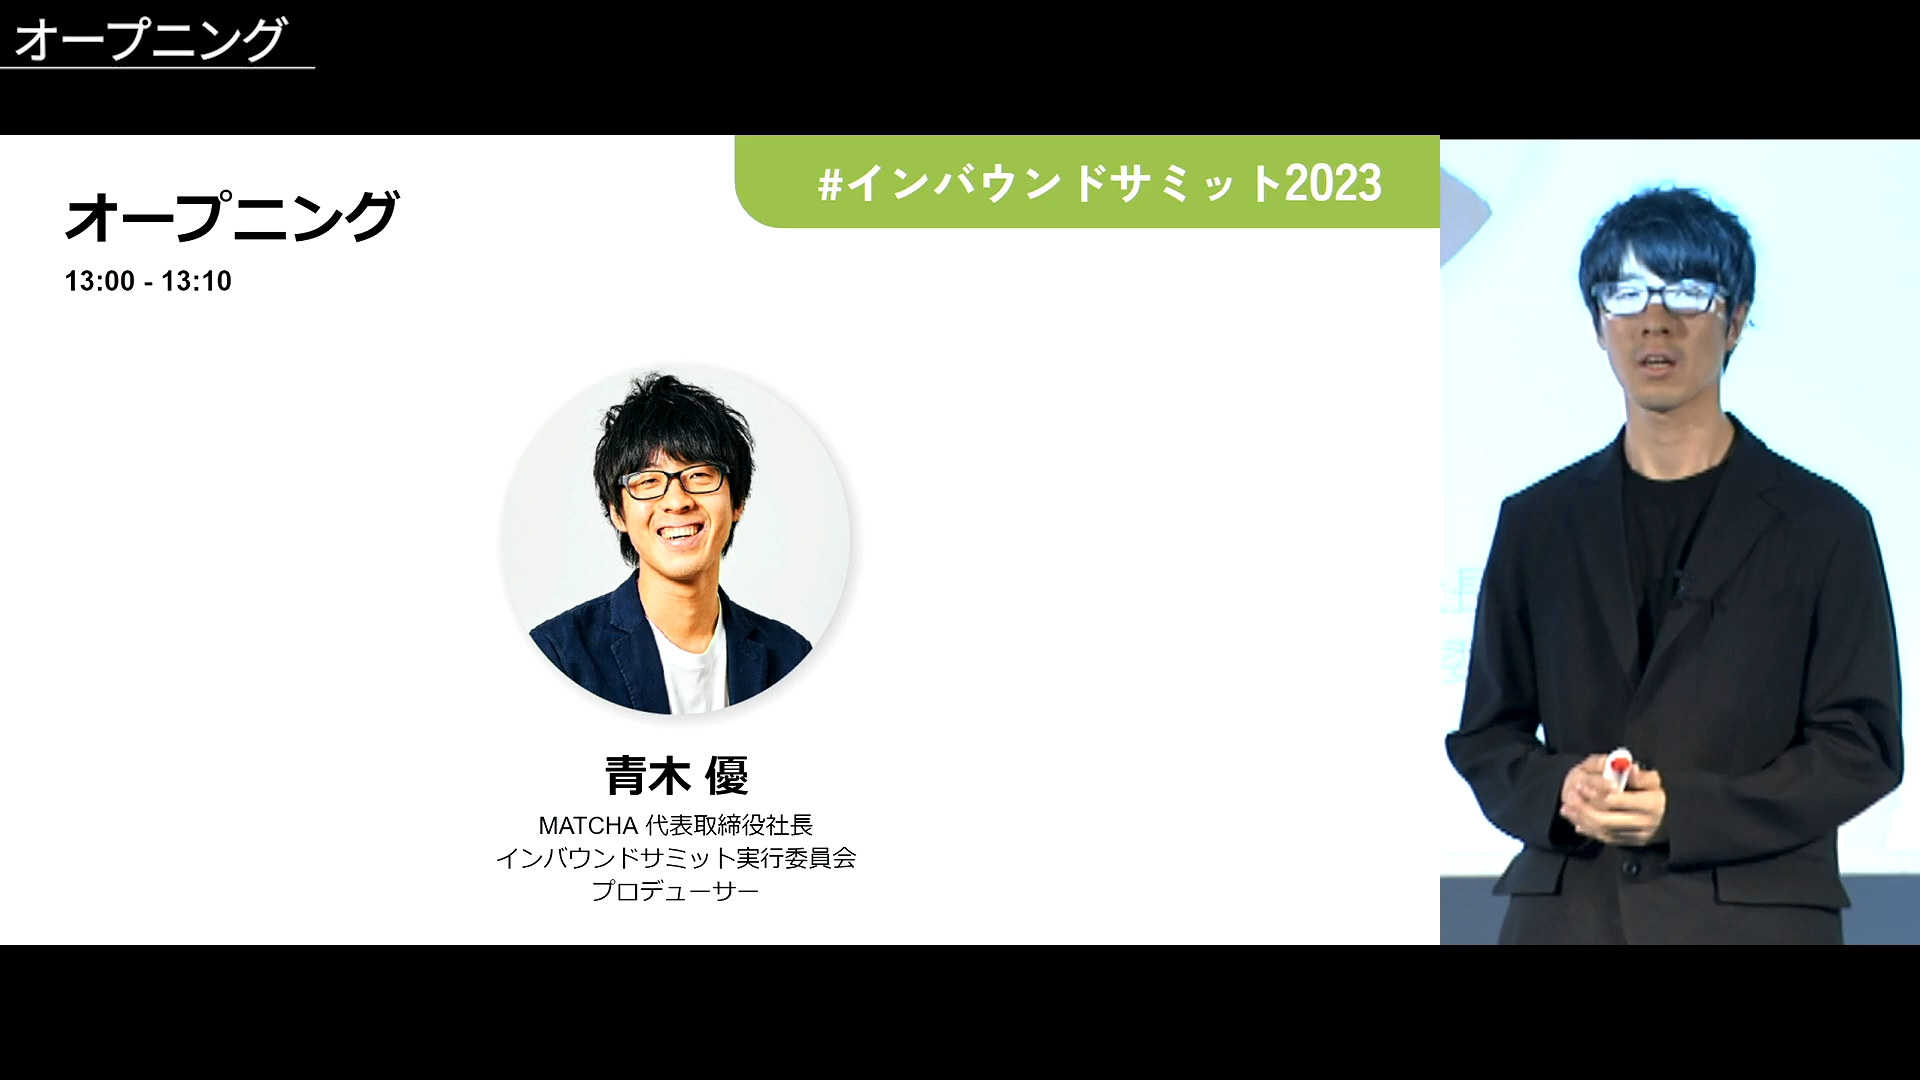 オープニング
#インバウンドサミット2023
オープニング
13:00 - 13:10
青木 優
MATCHA 代表取締役社長
インバウンドサミット実行委員会
プロデューサー